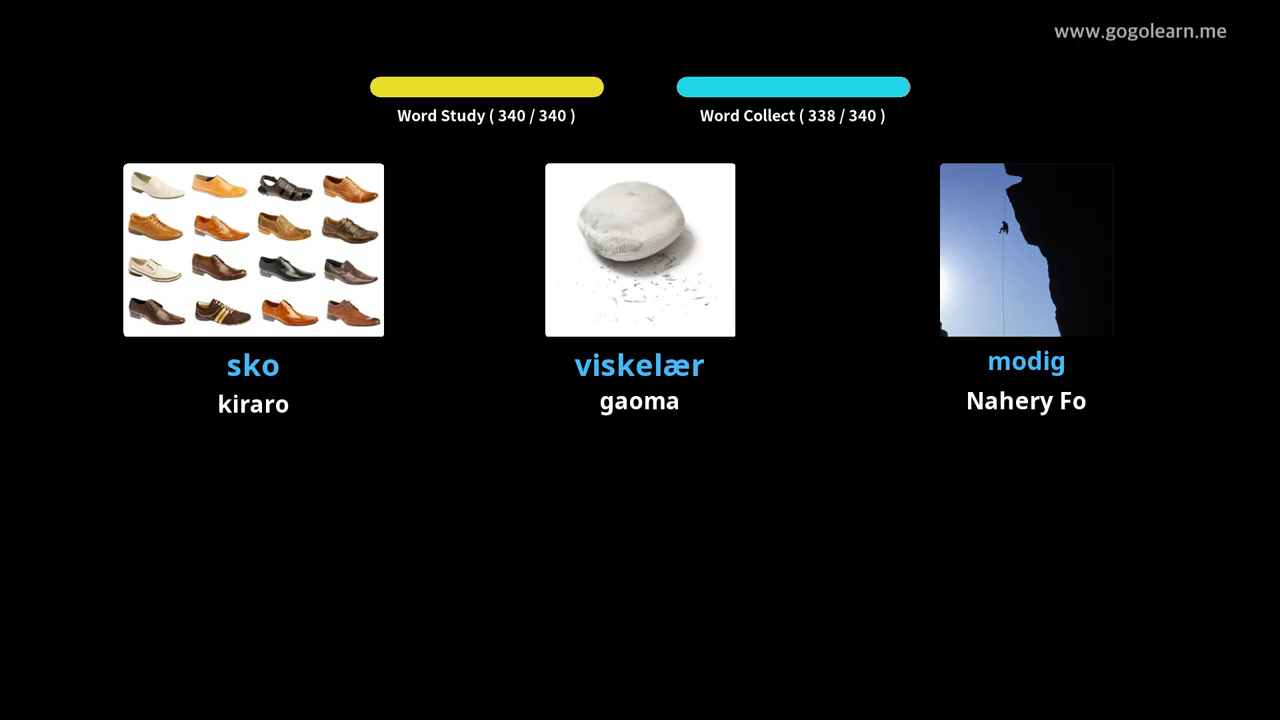 www.gogolearn.me
Word Study ( 340 / 340 )
Word Collect ( 338 / 340 )
sko
viskelær
modig
kiraro
gaoma
Nahery Fo